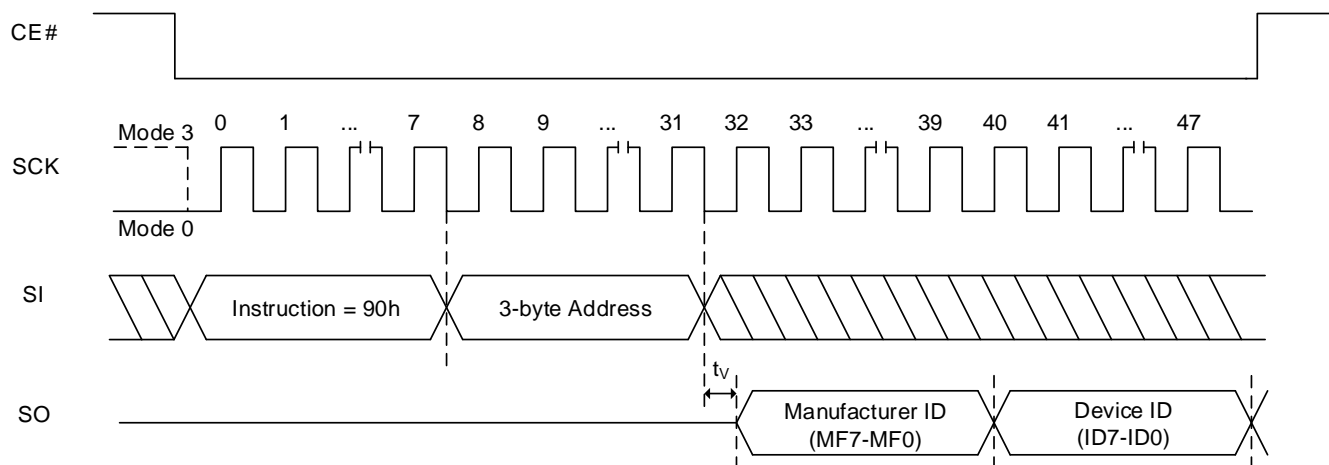 CE#
0 1 ... 7 8 9 ... 31 32 33 ... 39 40 41 ... 47
Mode 3
SCK
Mode 0
SI
Instruction = 90h
3-byte Address
tV
SO
Manufacturer ID
(MF7-MF0)
Device ID
(ID7-ID0)